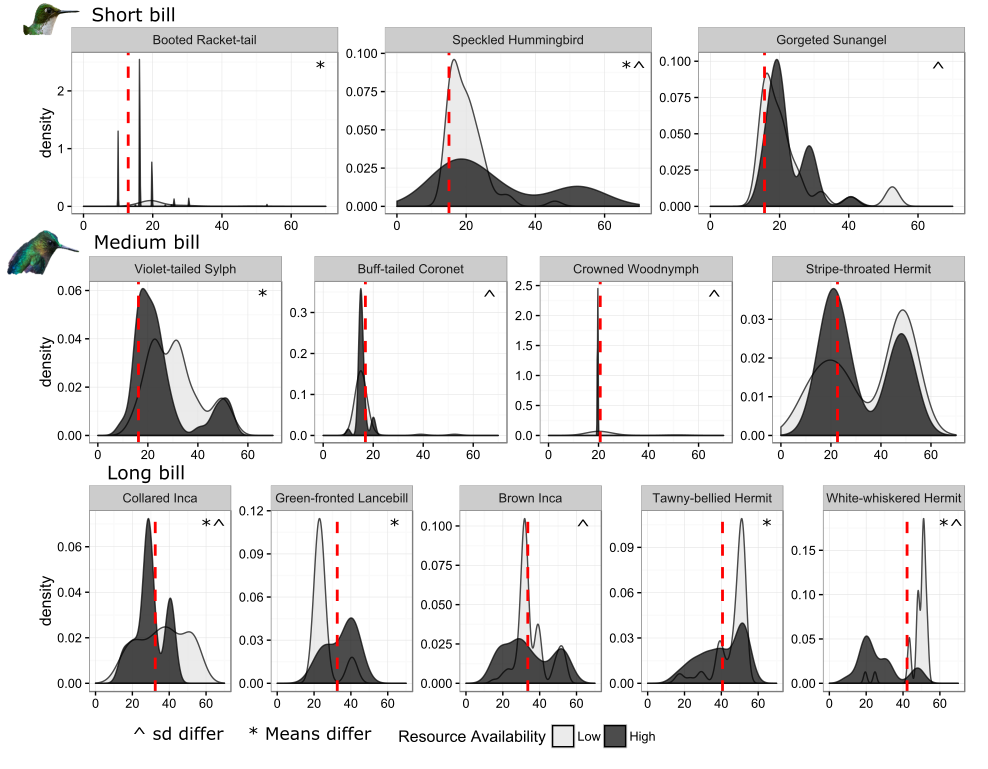 Short bill
Booted Racket-tail
Speckled Hummingbird
Gorgeted Sunangel
density
2
1
0
0 20 40 60
*
0.100
0.075
0.050
0.025
0.000
0 20 40 60
* ^
0.100
0.075
0.050
0.025
0.000
0 20 40 60
^
Medium bill
Violet-tailed Sylph
Buff-tailed Coronet
Crowned Woodnymph
Stripe-throated Hermit
density
0.06
0.04
0.02
0.00
0 20 40 60
*
0.3
0.2
0.1
0.0
0 20 40 60
^
2.5
2.0
1.5
1.0
0.5
0.0
0 20 40 60
^
0.03
0.02
0.01
0.00
0 20 40 60
Long bill
Collared Inca
Green-fronted Lancebill
Brown Inca
Tawny-bellied Hermit
White-whiskered Hermit
density
0.06
0.04
0.02
0.00
0 20 40 60
* ^
0.12
0.09
0.06
0.03
0.00
0 20 40 60
*
0.100
0.075
0.050
0.025
0.000
0 20 40 60
^
0.09
0.06
0.03
0.00
0 20 40 60
*
0.15
0.10
0.05
0.00
0 20 40 60
* ^
^ sd differ * Means differ Resource Availability Low High